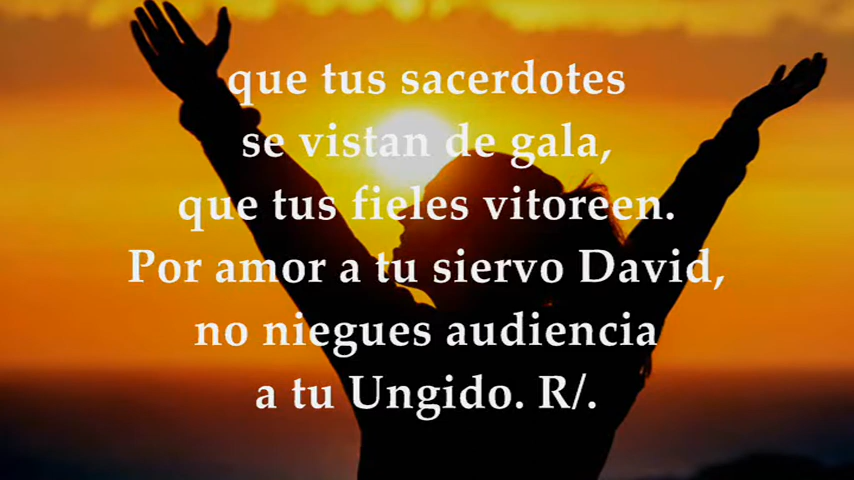 que tus sacerdotes
se vistan de gala,
que tus fieles vitoreen.
Por amor a tu siervo David,
no niegues audiencia
a tu Ungido. R/.